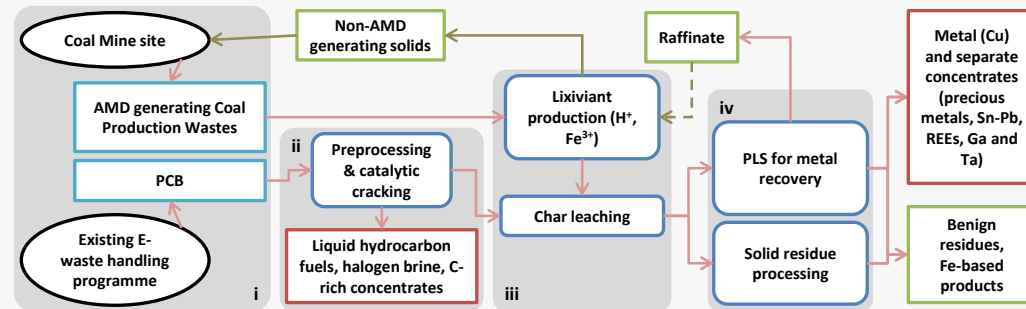 Coal Mine site
Non-AMD
generating solids
Raffinate
Metal (Cu)
and separate
concentrates
(precious
metals, Sn-Pb,
REEs, Ga and
Ta)
AMD generating Coal
Production Wastes
Lixiviant
production (H⁺,
Fe³⁺)
iv
ii
Preprocessing
& catalytic
cracking
PLS for metal
recovery
PCB
Char leaching
Existing E-
waste handling
programme
Liquid hydrocarbon
fuels, halogen brine, C-
rich concentrates
Solid residue
processing
Benign
residues,
Fe-based
products
i
iii